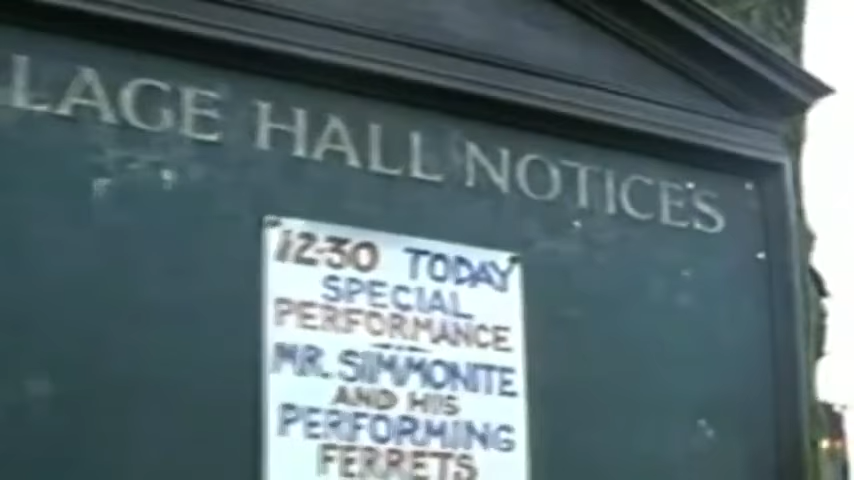 LAGE HALL NOTICES
12·30 TODAY
SPECIAL
PERFORMANCE
MR. SIMMONITE
AND HIS
PERFORMING
FERRETS